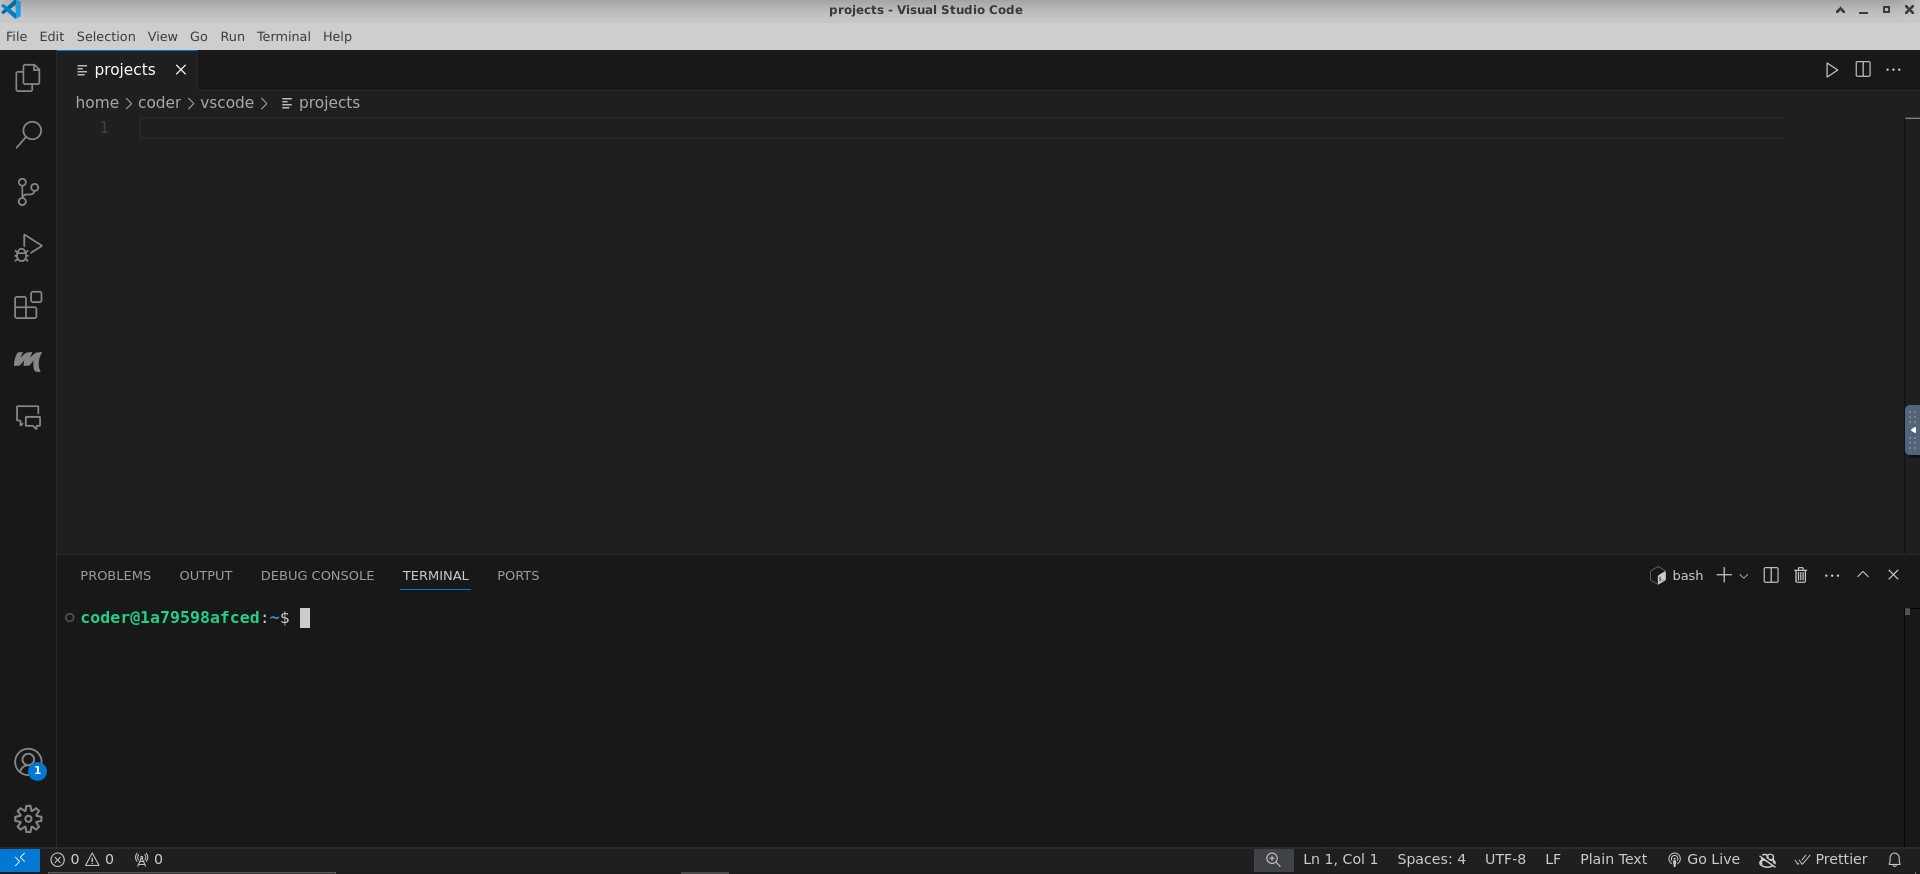 projects - Visual Studio Code
File Edit Selection View Go Run Terminal Help
projects
home coder vscode projects
1
PROBLEMS OUTPUT DEBUG CONSOLE TERMINAL PORTS
bash
coder@1a79598afced:~$
1
0 0 0
Ln 1, Col 1 Spaces: 4 UTF-8 LF Plain Text Go Live Prettier